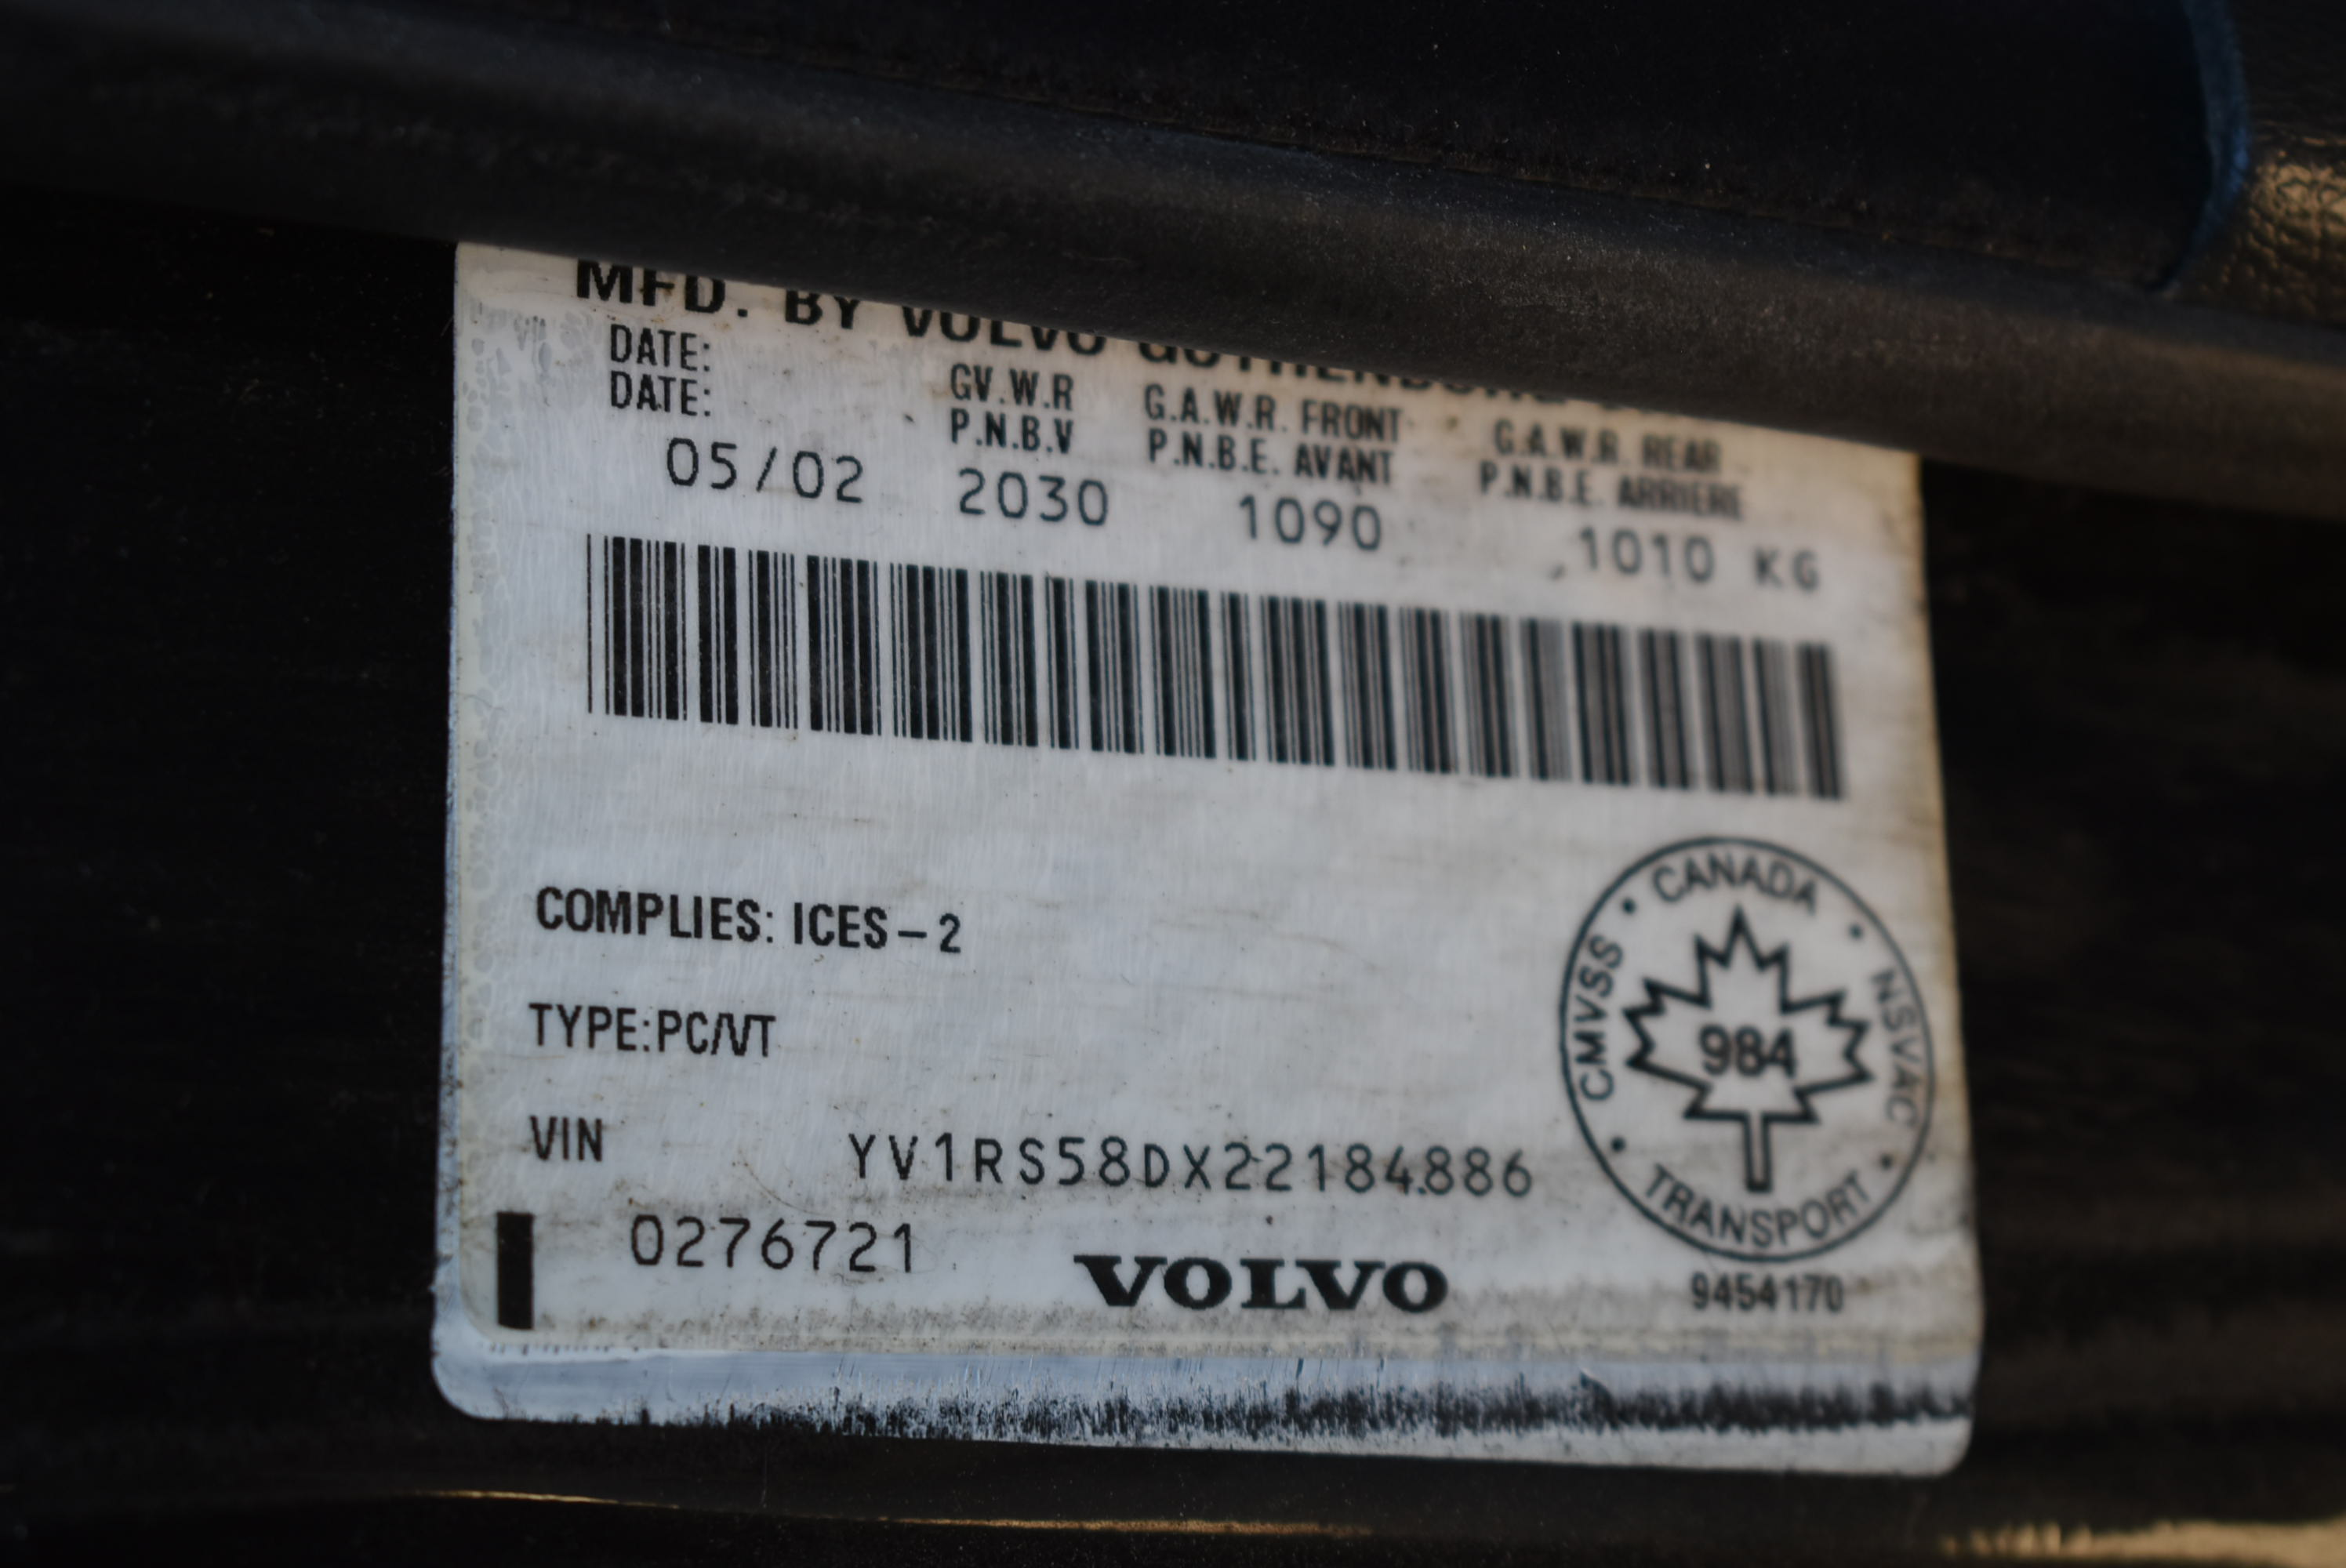 MFD. BY VOLVO
DATE: GV.W.R G.A.W.R. FRONT G.A.W.R. REAR
DATE: P.N.B.V P.N.B.E. AVANT P.N.B.E. ARRIERE
05/02 2030 1090 1010 KG
COMPLIES: ICES-2
TYPE:PC/VT
VIN YV1RS58DX22184886
0276721
VOLVO
CANADA
CMVSS
NSVAC
984
TRANSPORT
9454170